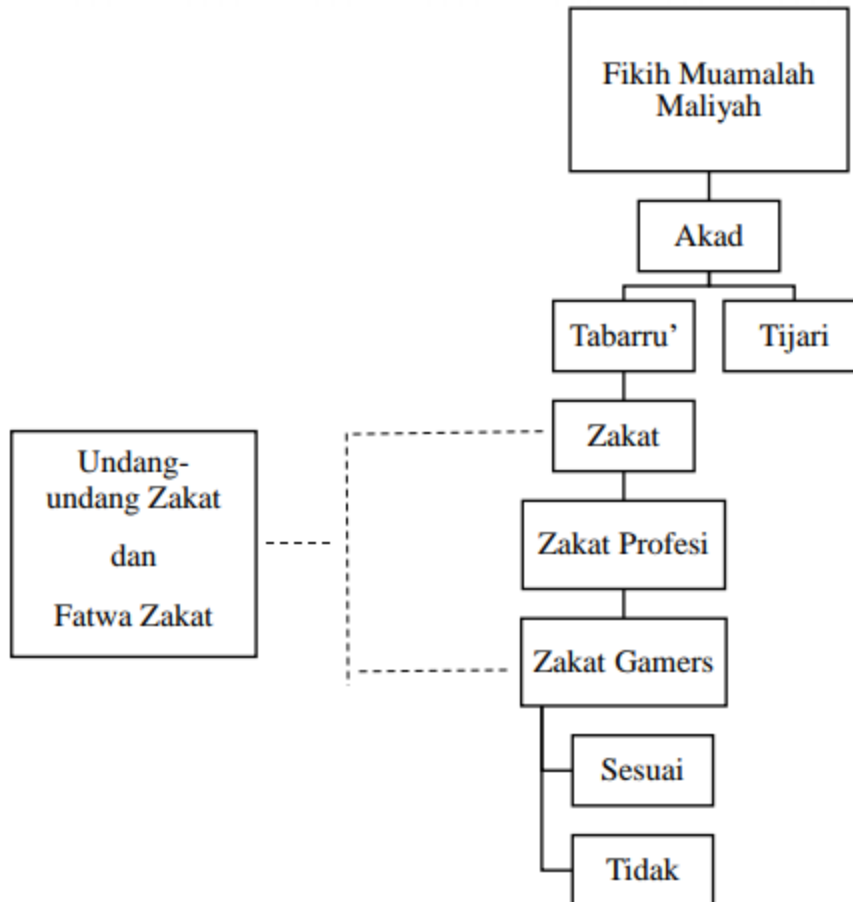 Fikih Muamalah
Maliyah
Akad
Tabarru’
Tijari
Zakat
Undang-
undang Zakat
dan
Fatwa Zakat
Zakat Profesi
Zakat Gamers
Sesuai
Tidak